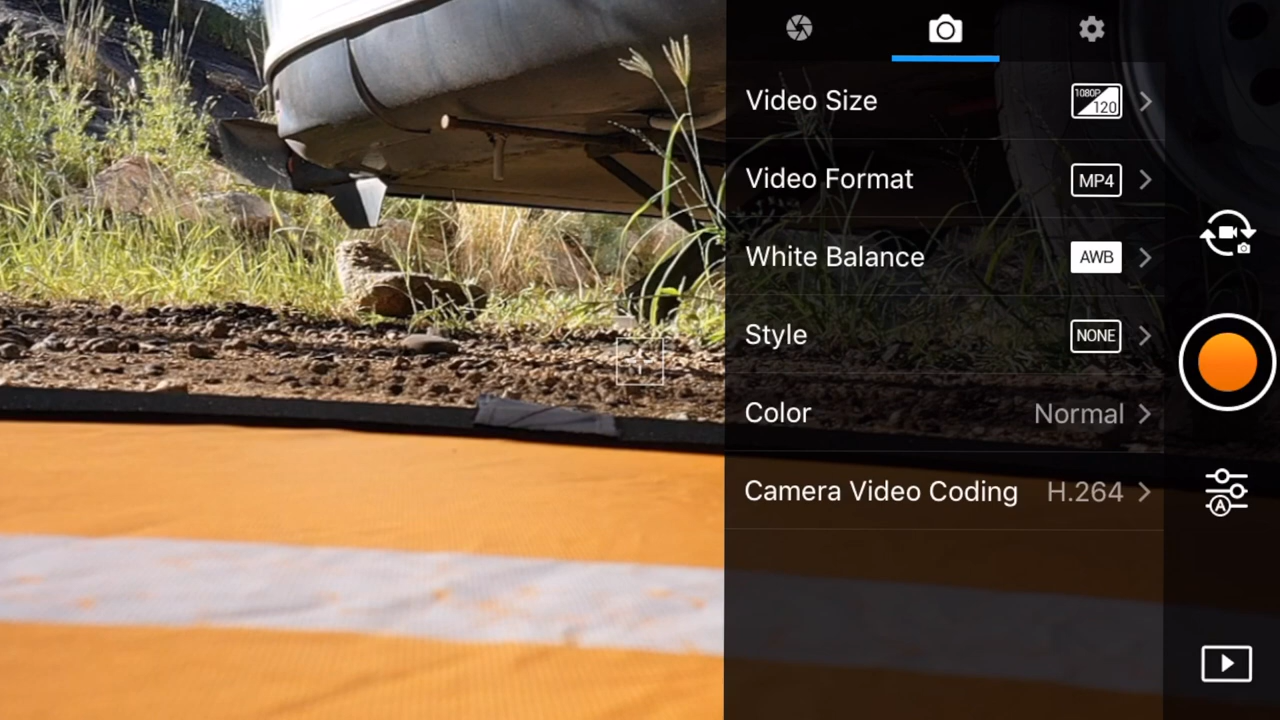 Video Size
1080P
120
Video Format
MP4
White Balance
AWB
Style
NONE
Color
Normal
Camera Video Coding
H.264
A